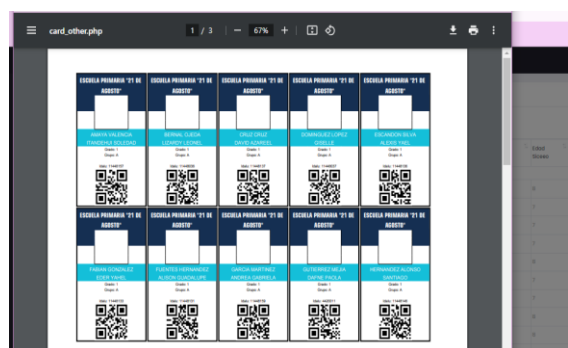 card_other.php
1 / 3
67%
ESCUELA PRIMARIA "21 DE
AGOSTO"
AMAYA VALENCIA
ITANDEHUI SOLEDAD
Grado: 1
Grupo: A
ESCUELA PRIMARIA "21 DE
AGOSTO"
BERNAL OJEDA
LIZARDY LEONEL
Grado: 1
Grupo: A
ESCUELA PRIMARIA "21 DE
AGOSTO"
CRUZ CRUZ
DAVID AZAREEL
Grado: 1
Grupo: A
ESCUELA PRIMARIA "21 DE
AGOSTO"
DOMINGUEZ LOPEZ
GISELLE
Grado: 1
Grupo: A
ESCUELA PRIMARIA "21 DE
AGOSTO"
ESCANDON SILVA
ALEXIS YAEL
Grado: 1
Grupo: A
ESCUELA PRIMARIA "21 DE
AGOSTO"
FABIAN GONZALEZ
EDER YAHEL
Grado: 1
Grupo: A
ESCUELA PRIMARIA "21 DE
AGOSTO"
FUENTES HERNANDEZ
ALISON GUADALUPE
Grado: 1
Grupo: A
ESCUELA PRIMARIA "21 DE
AGOSTO"
GARCIA MARTINEZ
ANDREA GABRIELA
Grado: 1
Grupo: A
ESCUELA PRIMARIA "21 DE
AGOSTO"
GUTIERREZ MEJIA
DAFNE PAOLA
Grado: 1
Grupo: A
ESCUELA PRIMARIA "21 DE
AGOSTO"
HERNANDEZ ALONSO
SANTIAGO
Grado: 1
Grupo: A